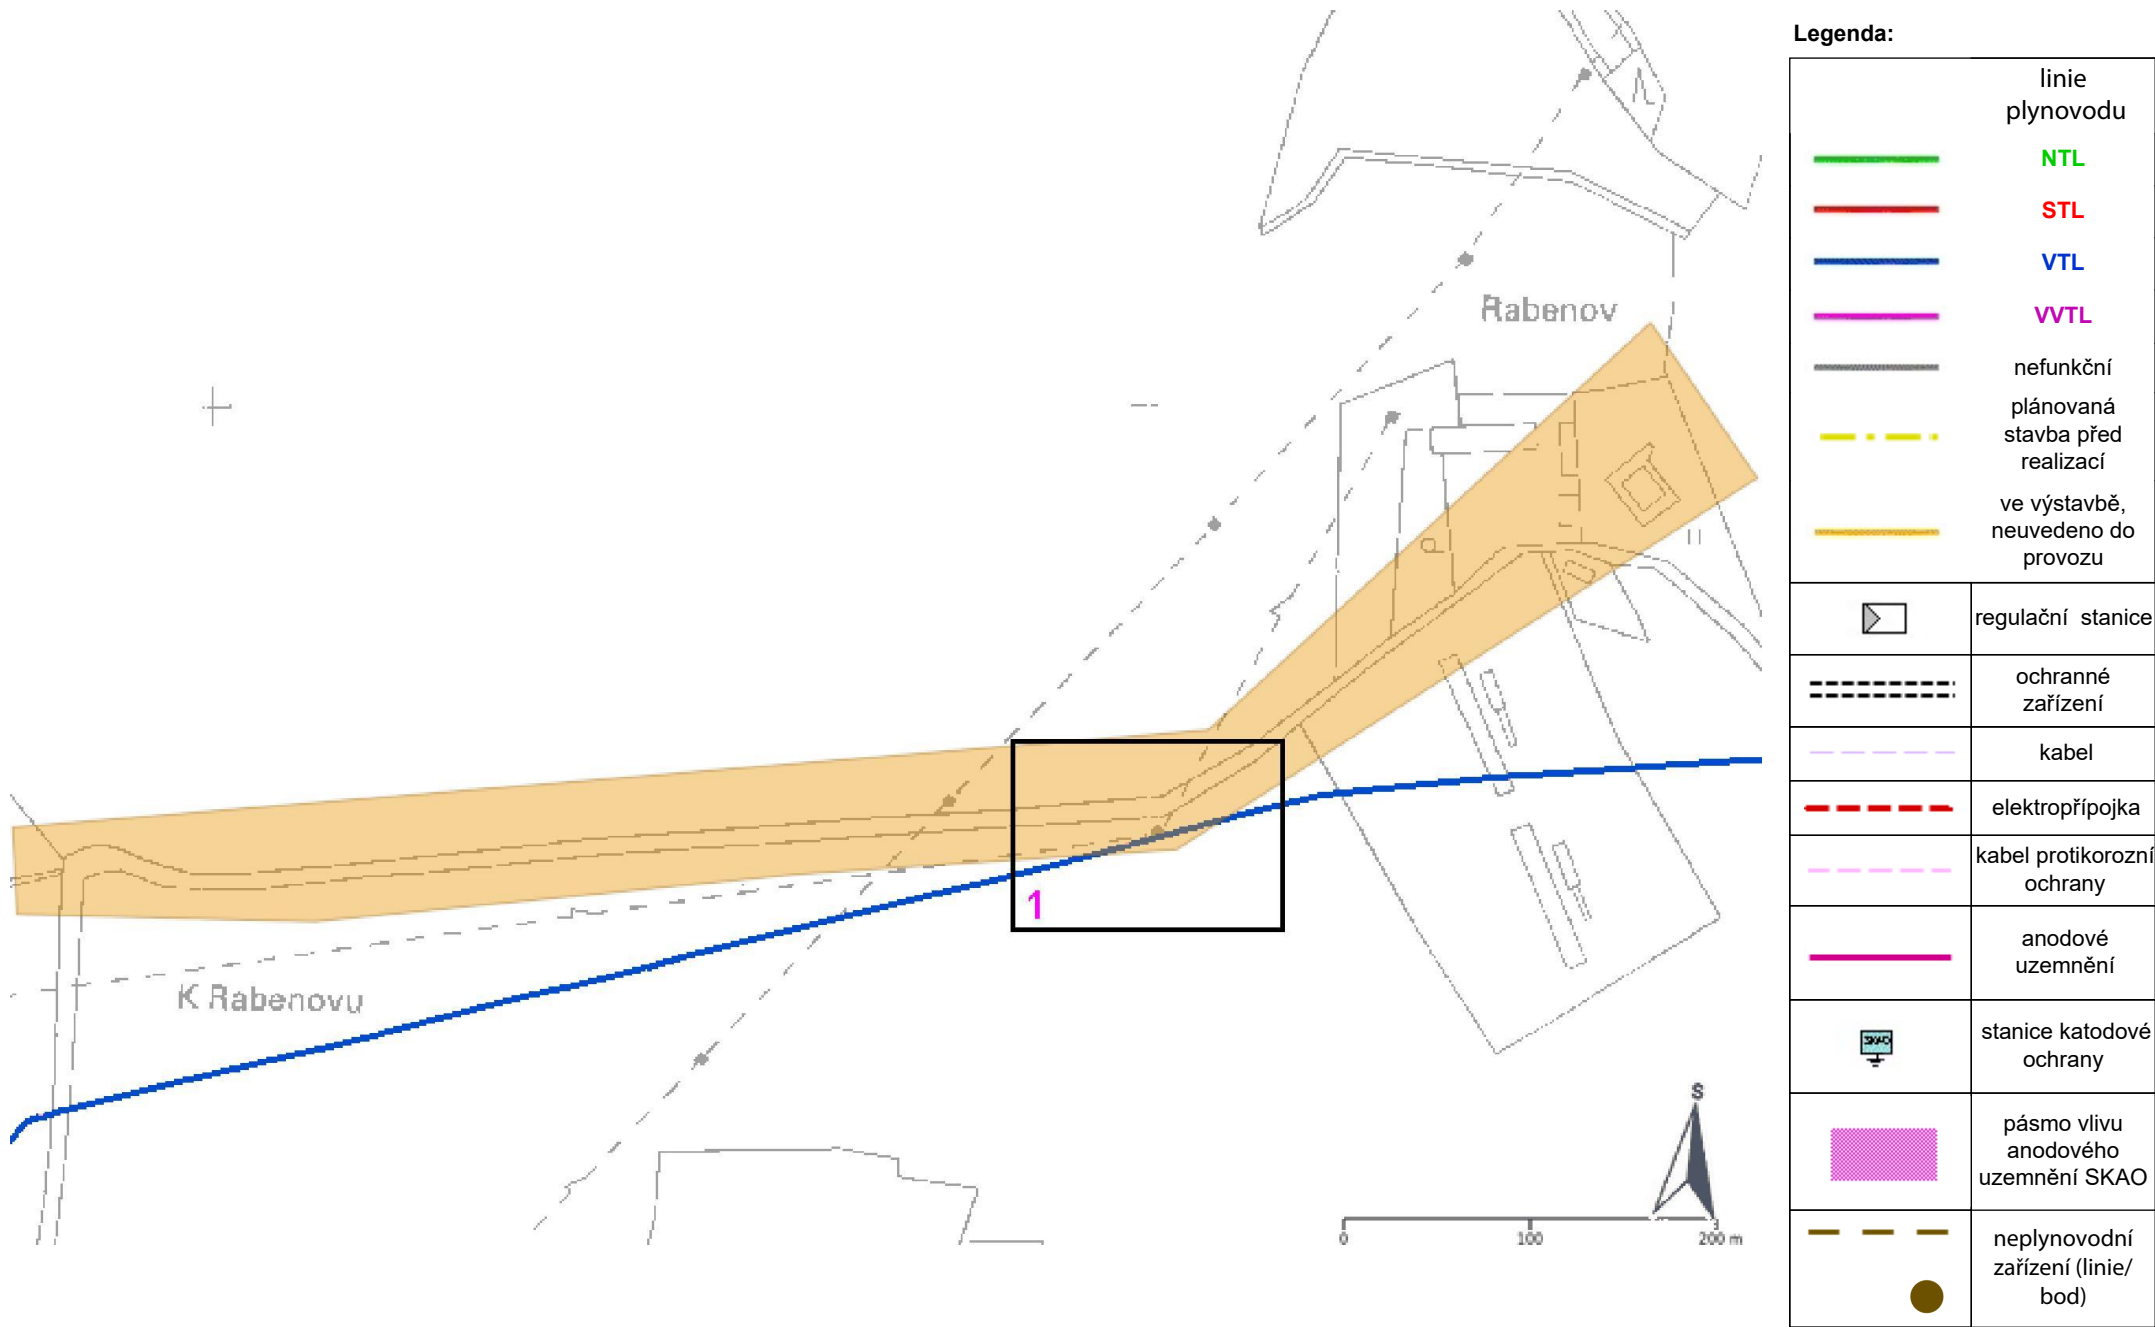 Rabenov
K Rabenovu
1
S
0 100 200 m
Legenda:
linie
plynovodu
NTL
STL
VTL
VVTL
nefunkční
plánovaná
stavba před
realizací
ve výstavbě,
neuvedeno do
provozu
regulační stanice
ochranné
zařízení
kabel
elektropřípojka
kabel protikorozní
ochrany
anodové
uzemnění
SKAO
stanice katodové
ochrany
pásmo vlivu
anodového
uzemnění SKAO
neplynovodní
zařízení (linie/
bod)